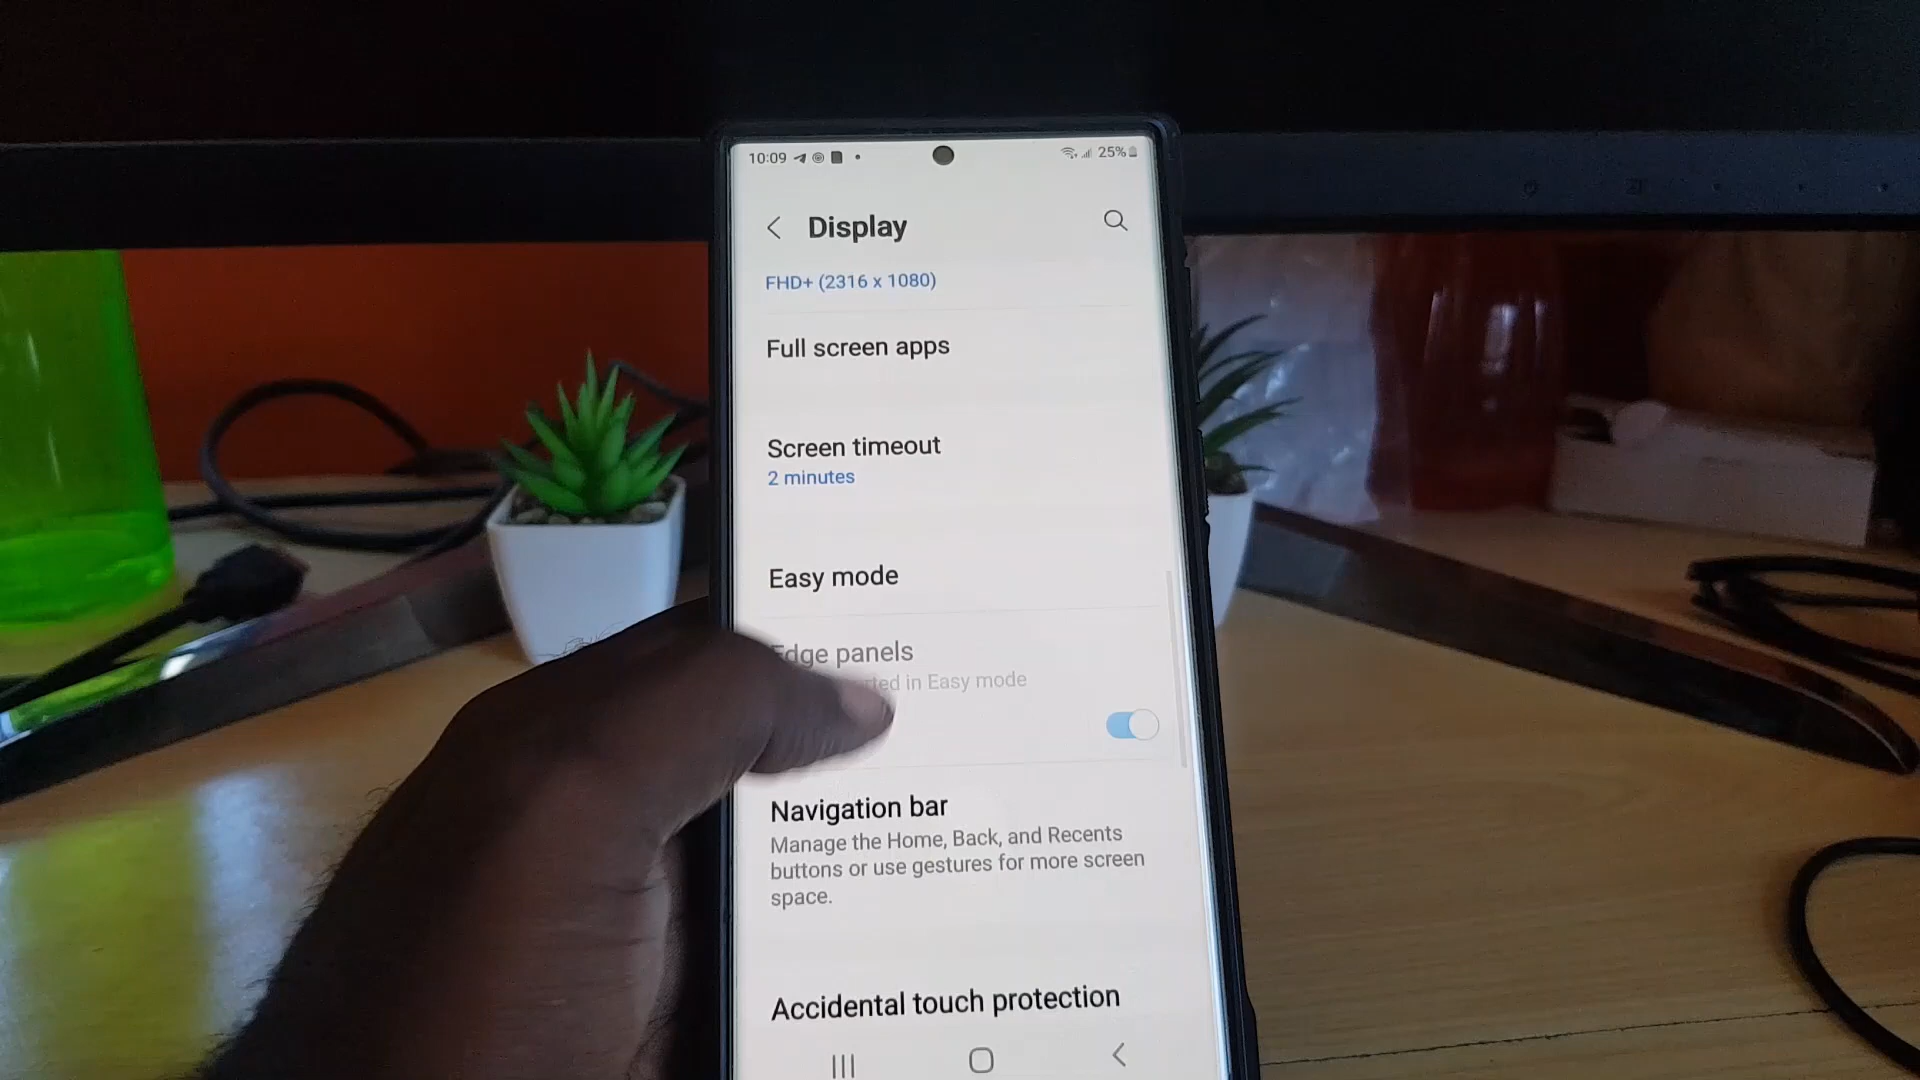 10:09
25%
Display
FHD+ (2316 x 1080)
Full screen apps
Screen timeout
2 minutes
Easy mode
Edge panels
in Easy mode
Navigation bar
Manage the Home, Back, and Recents
buttons or use gestures for more screen
space.
Accidental touch protection